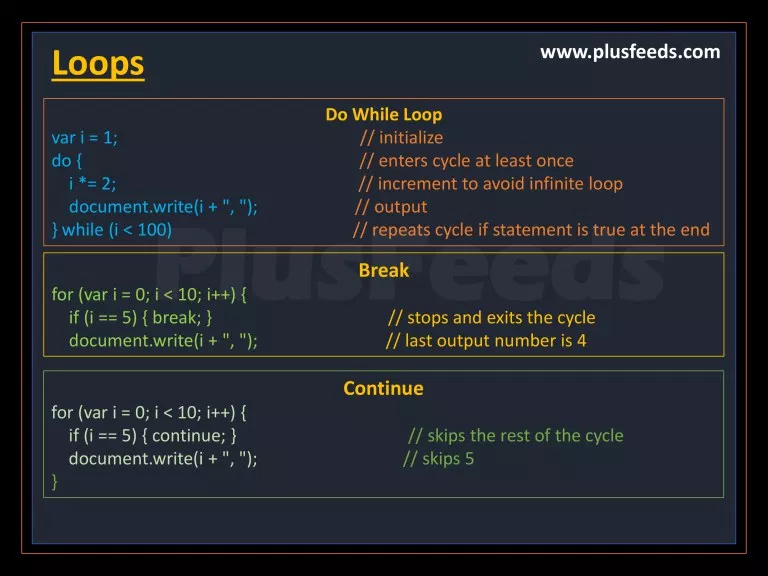 Loops
www.plusfeeds.com
Do While Loop
var i = 1; // initialize
do { // enters cycle at least once
i *= 2; // increment to avoid infinite loop
document.write(i + ", "); // output
} while (i < 100) // repeats cycle if statement is true at the end
PlusFeeds
Break
for (var i = 0; i < 10; i++) {
if (i == 5) { break; } // stops and exits the cycle
document.write(i + ", "); // last output number is 4
Continue
for (var i = 0; i < 10; i++) {
if (i == 5) { continue; } // skips the rest of the cycle
document.write(i + ", "); // skips 5
}